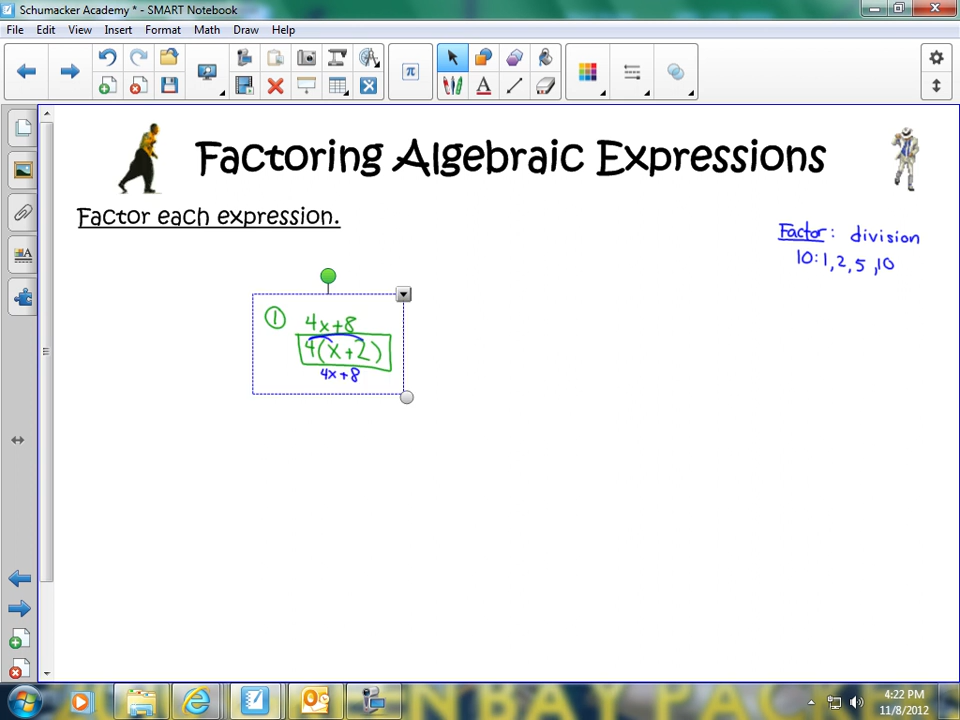 Schumacker Academy * - SMART Notebook
File Edit View Insert Format Math Draw Help
π
A
Factoring Algebraic Expressions
Factor each expression.
Factor: division
10: 1, 2, 5, 10
① 4x+8
4(x+2)
4x+8
4:22 PM
11/8/2012